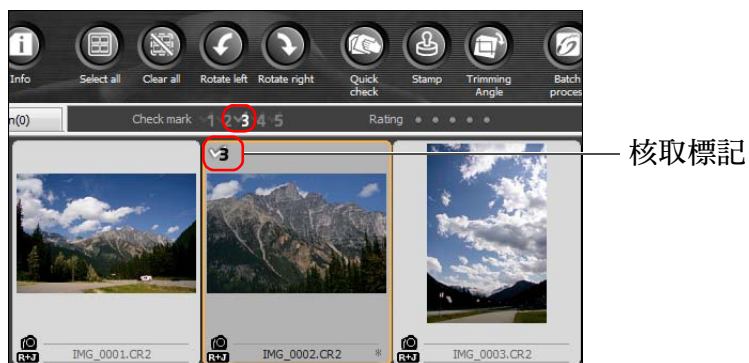 Info
Select all
Clear all
Rotate left
Rotate right
Quick
check
Stamp
Trimming
Angle
Batch
proces
n(0)
Check mark
1 2 3 4 5
Rating
3
核取標記
R+J
IMG_0001.CR2
R+J
IMG_0002.CR2 *
R+J
IMG_0003.CR2